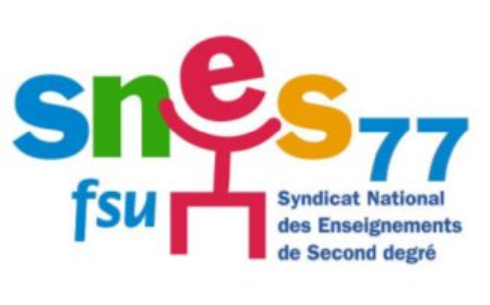 snes 77
fsu
Syndicat National
des Enseignements
de Second degré